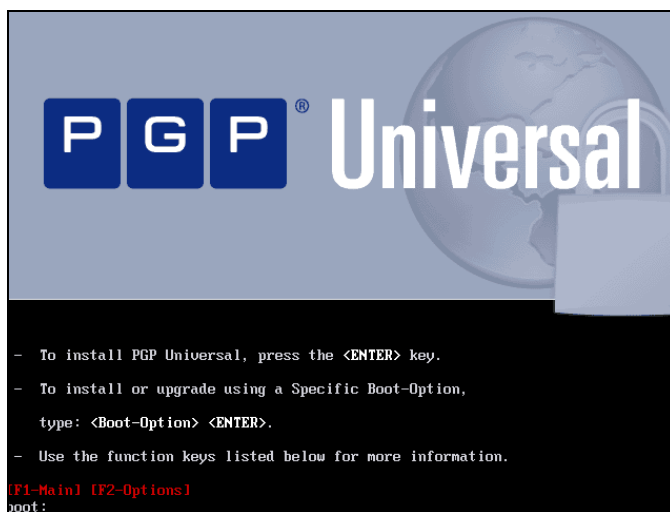 PGP® Universal
- To install PGP Universal, press the <ENTER> key.
- To install or upgrade using a Specific Boot-Option,
type: <Boot-Option> <ENTER>.
- Use the function keys listed below for more information.
[F1-Main] [F2-Options]
boot: